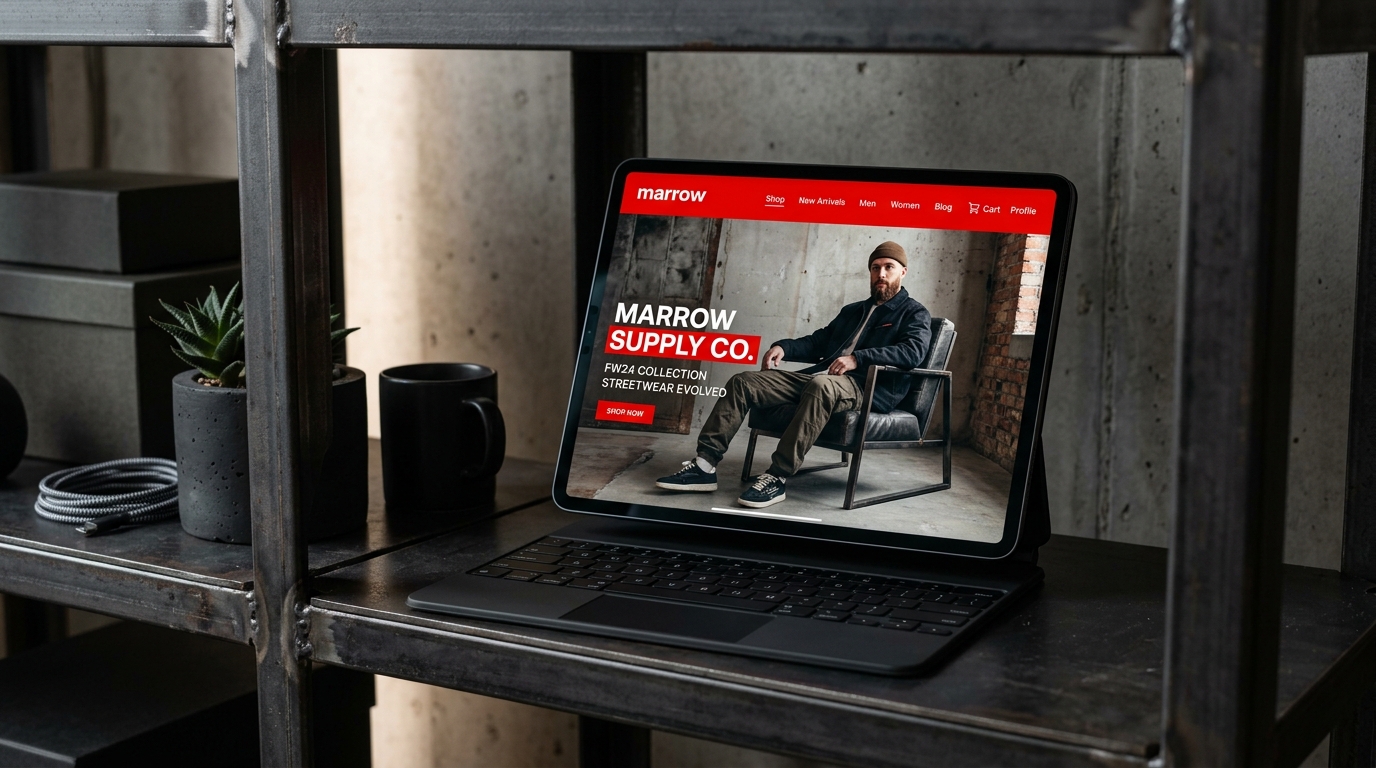 marrow
Shop New Arrivals Men Women Blog Cart Profile
MARROW
SUPPLY CO.
FW24 COLLECTION
STREETWEAR EVOLVED
SHOP NOW